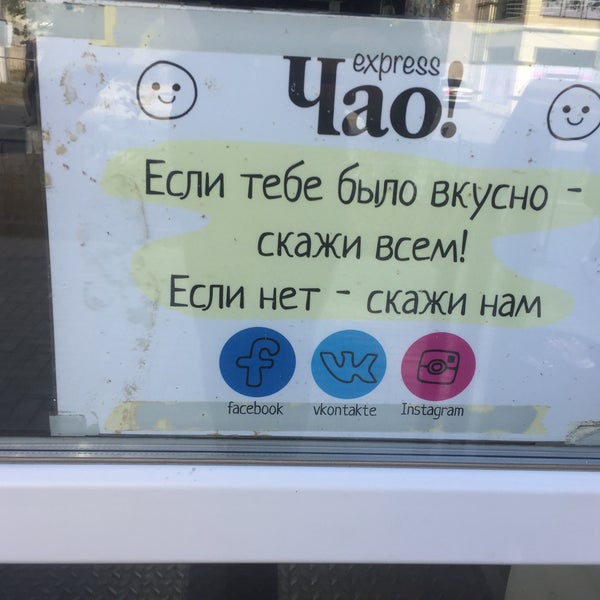 express
Чао!
Если тебе было вкусно -
скажи всем!
Если нет - скажи нам
facebook vkontakte Instagram